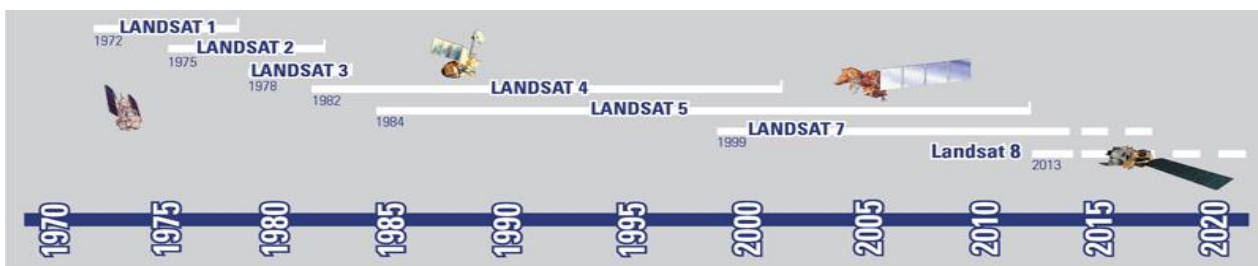 LANDSAT 1
1972
LANDSAT 2
1975
LANDSAT 3
1978
LANDSAT 4
1982
LANDSAT 5
1984
LANDSAT 7
1999
Landsat 8
2013
1970 1975 1980 1985 1990 1995 2000 2005 2010 2015 2020